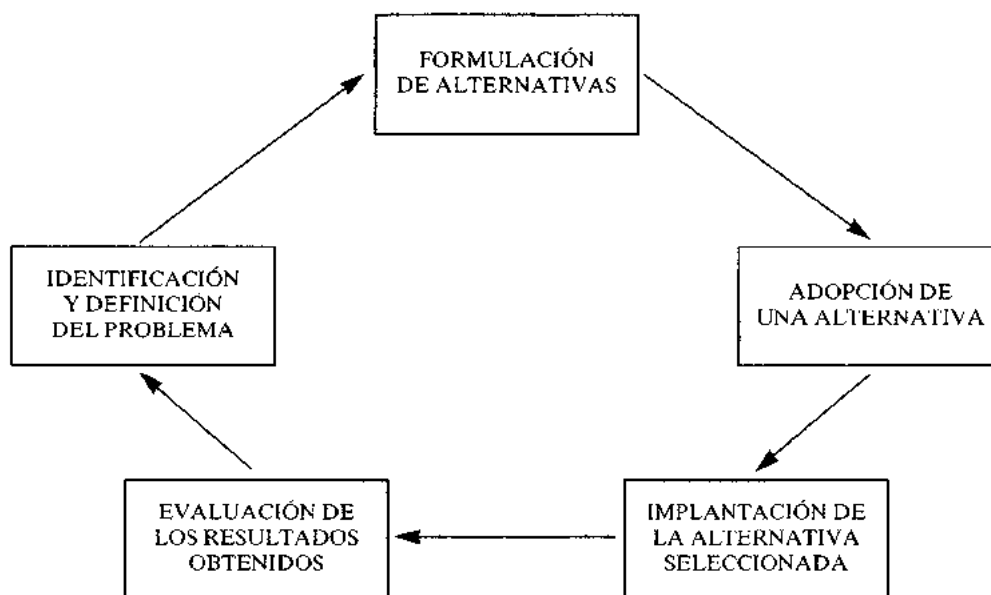 FORMULACIÓN
DE ALTERNATIVAS
IDENTIFICACIÓN
Y DEFINICIÓN
DEL PROBLEMA
ADOPCIÓN DE
UNA ALTERNATIVA
EVALUACIÓN DE
LOS RESULTADOS
OBTENIDOS
IMPLANTACIÓN DE
LA ALTERNATIVA
SELECCIONADA